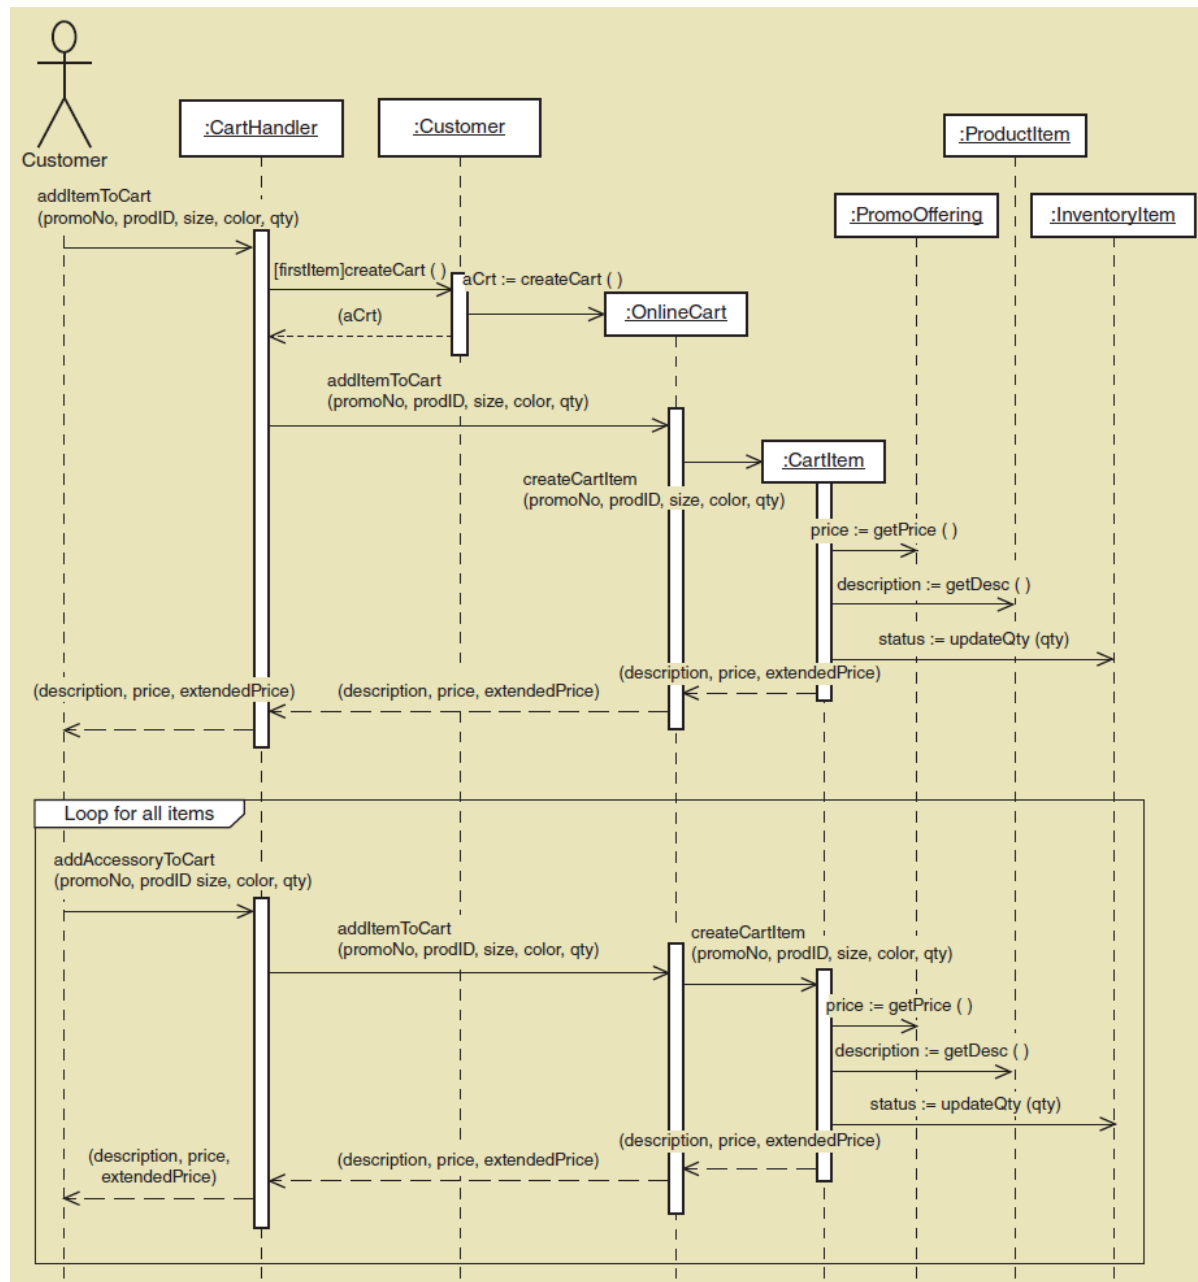 Customer
:CartHandler
:Customer
:ProductItem
:PromoOffering
:InventoryItem
addItemToCart
(promoNo, prodID, size, color, qty)
[firstItem]createCart ( )
aCrt := createCart ( )
:OnlineCart
(aCrt)
addItemToCart
(promoNo, prodID, size, color, qty)
:CartItem
createCartItem
(promoNo, prodID, size, color, qty)
price := getPrice ( )
description := getDesc ( )
status := updateQty (qty)
(description, price, extendedPrice)
(description, price, extendedPrice)
(description, price, extendedPrice)
Loop for all items
addAccessoryToCart
(promoNo, prodID size, color, qty)
addItemToCart
(promoNo, prodID, size, color, qty)
createCartItem
(promoNo, prodID, size, color, qty)
price := getPrice ( )
description := getDesc ( )
status := updateQty (qty)
(description, price, extendedPrice)
(description, price, extendedPrice)
(description, price,
extendedPrice)